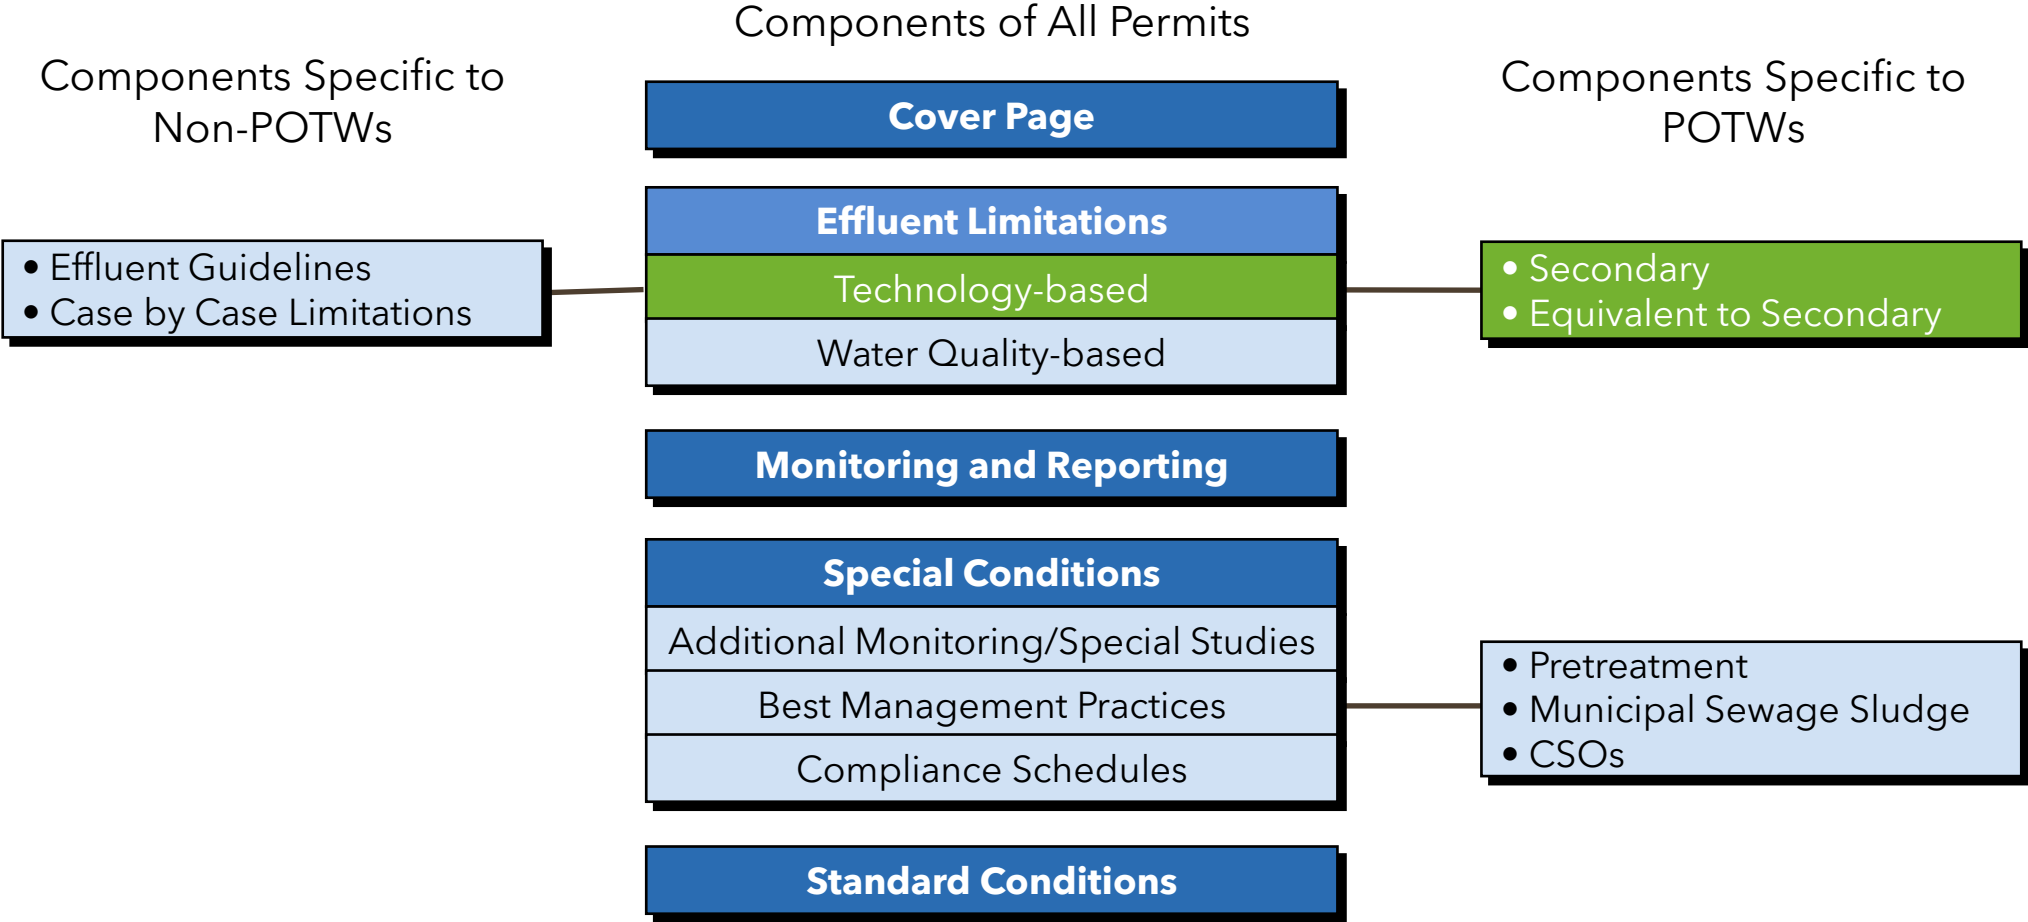 Components of All Permits
Components Specific to
Non-POTWs
Components Specific to
POTWs
Cover Page
Effluent Limitations
Technology-based
Water Quality-based
• Effluent Guidelines
• Case by Case Limitations
• Secondary
• Equivalent to Secondary
Monitoring and Reporting
Special Conditions
Additional Monitoring/Special Studies
Best Management Practices
Compliance Schedules
• Pretreatment
• Municipal Sewage Sludge
• CSOs
Standard Conditions